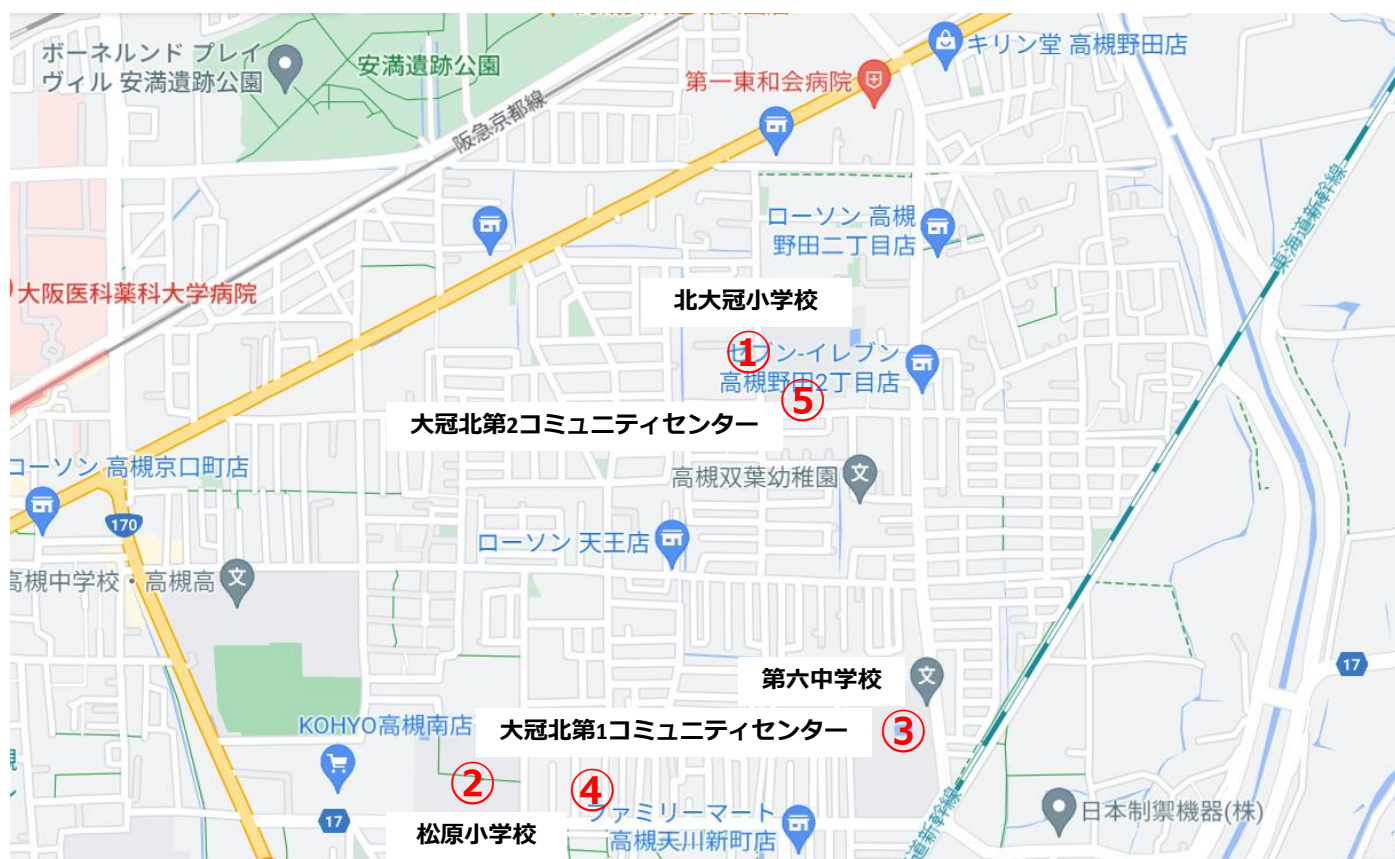 ボーネルンド プレイ
ヴィル 安満遺跡公園
安満遺跡公園
阪急京都線
第一東和会病院
キリン堂 高槻野田店
ローソン 高槻
野田二丁目店
東海道新幹線
大阪医科薬科大学病院
北大冠小学校
①
セブン-イレブン
高槻野田2丁目店
⑤
大冠北第2コミュニティセンター
ローソン 高槻京口町店
高槻双葉幼稚園
文
170
ローソン 天王店
高槻中学校・高槻高
文
第六中学校
文
17
KOHYO高槻南店
大冠北第1コミュニティセンター
③
②
④
ファミリーマート
高槻天川新町店
日本制禦機器(株)
17
松原小学校
道新幹線